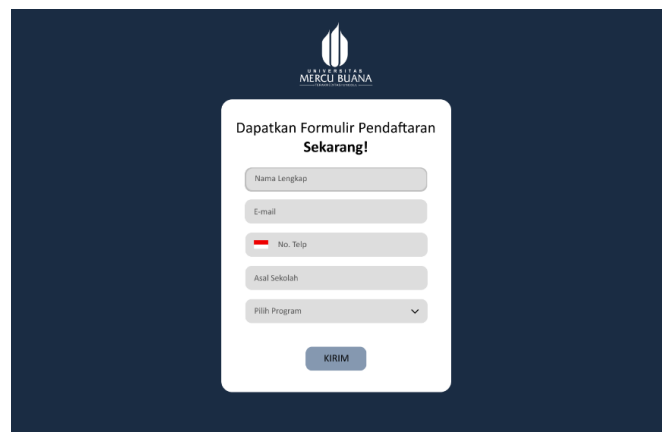 UNIVERSITAS
MERCU BUANA
Dapatkan Formulir Pendaftaran
Sekarang!
Nama Lengkap
E-mail
No. Telp
Asal Sekolah
Pilih Program
KIRIM